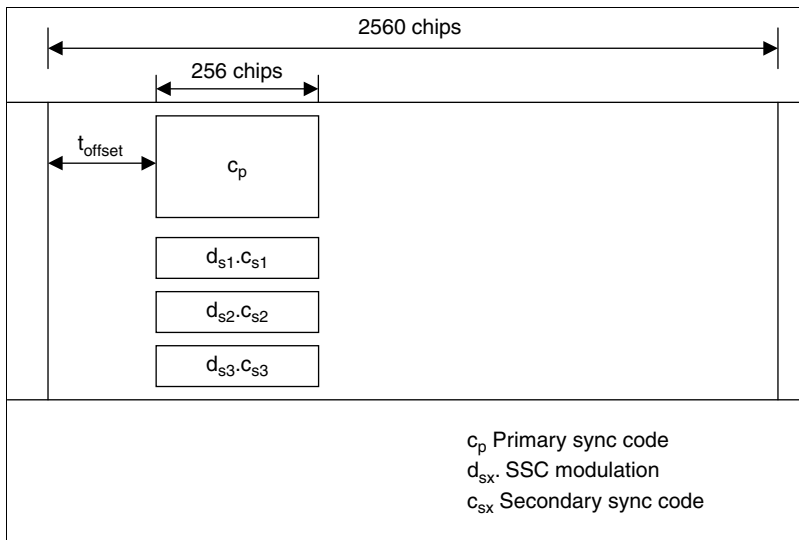 2560 chips
256 chips
t_offset
c_p
d_s1.c_s1
d_s2.c_s2
d_s3.c_s3
c_p Primary sync code
d_sx. SSC modulation
c_sx Secondary sync code